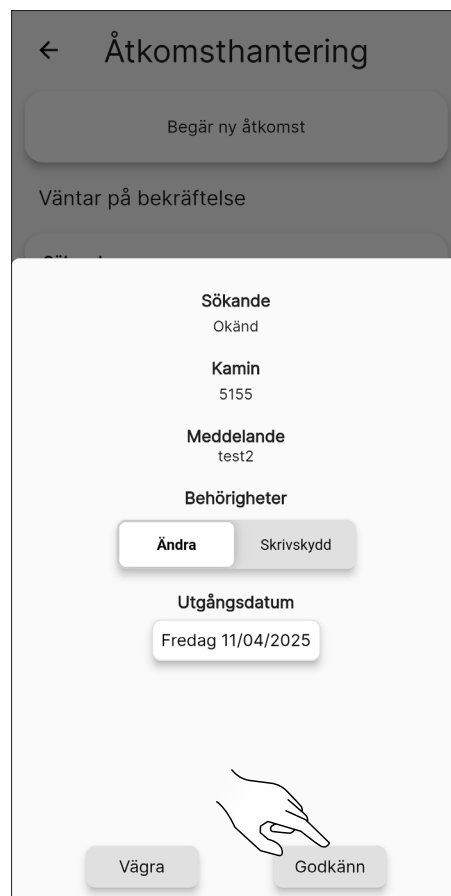 Åtkomsthantering
Begär ny åtkomst
Väntar på bekräftelse
Sökande
Okänd
Kamin
5155
Meddelande
test2
Behörigheter
Ändra Skrivskydd
Utgångsdatum
Fredag 11/04/2025
Vägra Godkänn